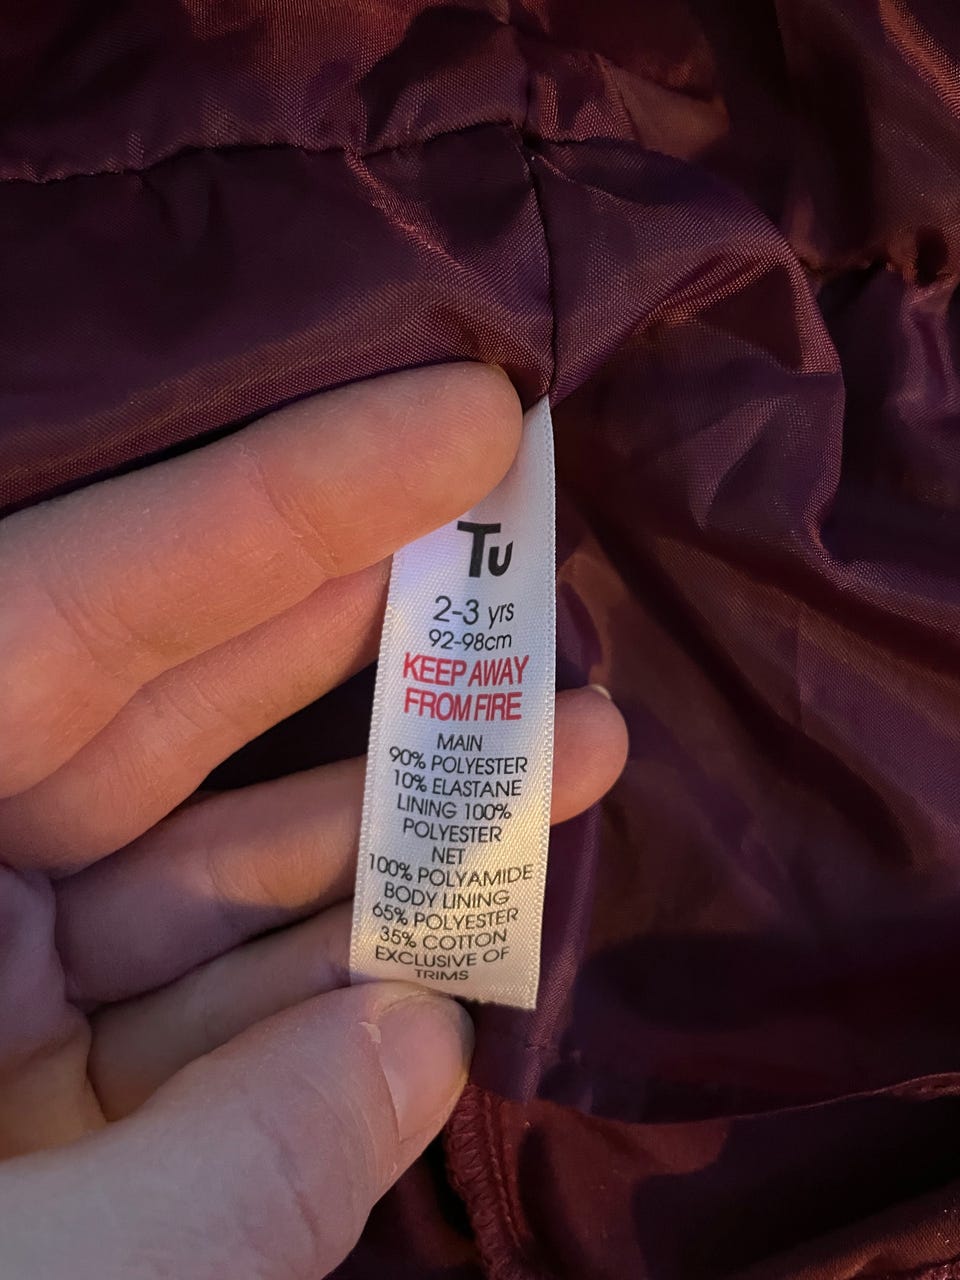 Tu
2-3 yrs
92-98cm
KEEP AWAY
FROM FIRE
MAIN
90% POLYESTER
10% ELASTANE
LINING 100%
POLYESTER
NET
100% POLYAMIDE
BODY LINING
65% POLYESTER
35% COTTON
EXCLUSIVE OF
TRIMS